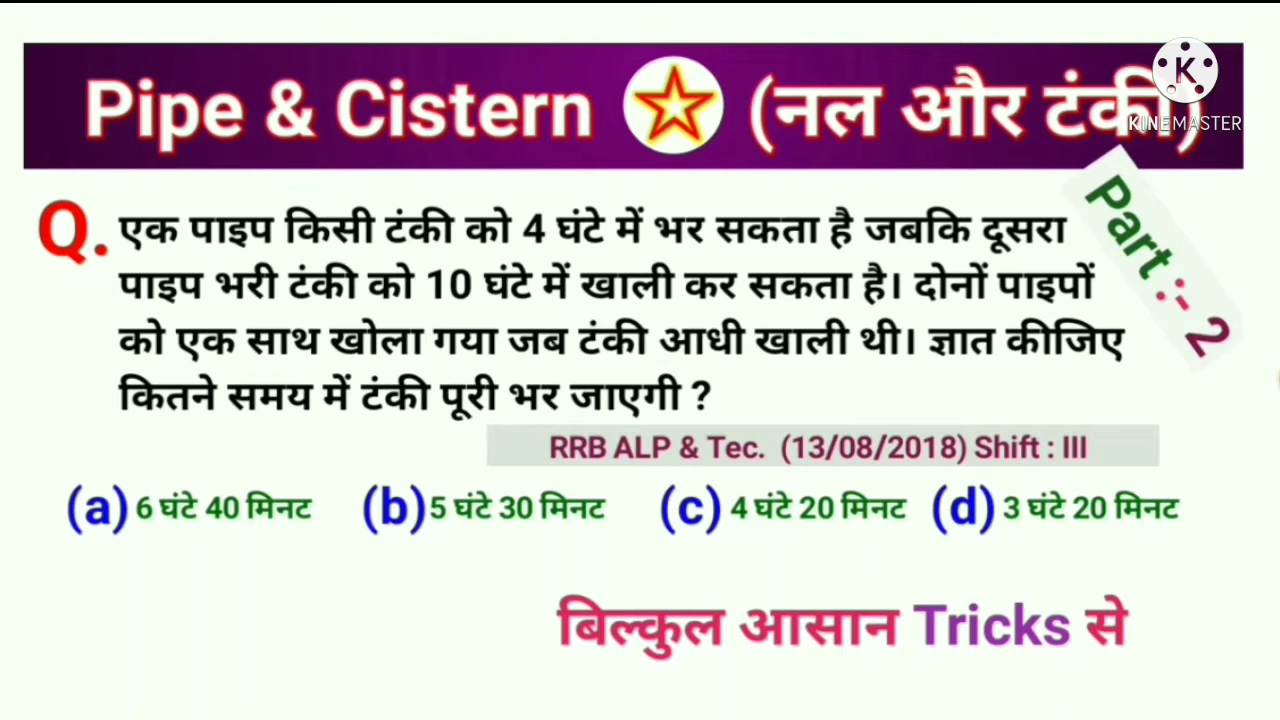 Pipe & Cistern (नल और टंकी)
K
KINEMASTER
Part :- 2
Q. एक पाइप किसी टंकी को 4 घंटे में भर सकता है जबकि दूसरा
पाइप भरी टंकी को 10 घंटे में खाली कर सकता है। दोनों पाइपों
को एक साथ खोला गया जब टंकी आधी खाली थी। ज्ञात कीजिए
कितने समय में टंकी पूरी भर जाएगी ?
RRB ALP & Tec. (13/08/2018) Shift : III
(a) 6 घंटे 40 मिनट (b) 5 घंटे 30 मिनट (c) 4 घंटे 20 मिनट (d) 3 घंटे 20 मिनट
बिल्कुल आसान Tricks से